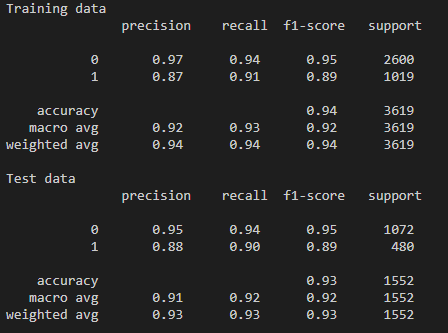 Training data
precision recall f1-score support
0 0.97 0.94 0.95 2600
1 0.87 0.91 0.89 1019
accuracy 0.94 3619
macro avg 0.92 0.93 0.92 3619
weighted avg 0.94 0.94 0.94 3619
Test data
precision recall f1-score support
0 0.95 0.94 0.95 1072
1 0.88 0.90 0.89 480
accuracy 0.93 1552
macro avg 0.91 0.92 0.92 1552
weighted avg 0.93 0.93 0.93 1552